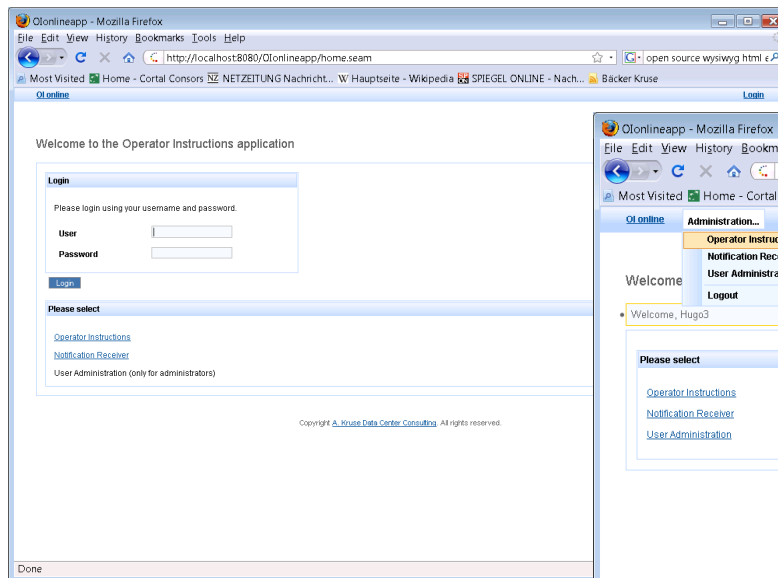 OIonlineapp - Mozilla Firefox
File Edit View History Bookmarks Tools Help
http://localhost:8080/OIonlineapp/home.seam
open source wysiwyg html e
Most Visited Home - Cortal Consors NZ NETZEITUNG Nachricht... W Hauptseite - Wikipedia SPIEGEL ONLINE - Nach... Bäcker Kruse
OI online Login
Welcome to the Operator Instructions application
Login
Please login using your username and password.
User
Password
Login
Please select
Operator Instructions
Notification Receiver
User Administration (only for administrators)
Copyright A. Kruse Data Center Consulting. All rights reserved.
Done
OIonlineapp - Mozilla Firefox
File Edit View History Bookm
Most Visited Home - Cortal
OI online Administration...
Operator Instruc
Notification Rec
User Administra
Logout
Welcome
Welcome, Hugo3
Please select
Operator Instructions
Notification Receiver
User Administration